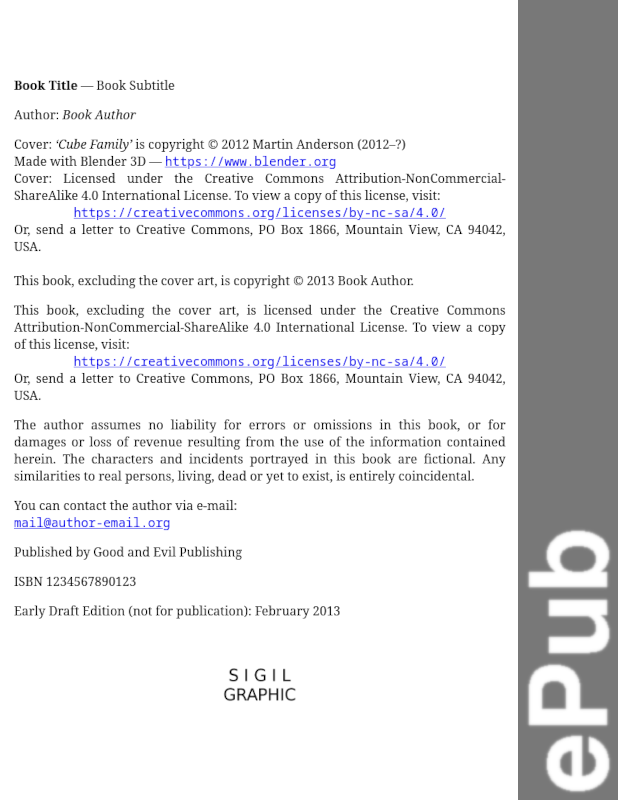 Book Title — Book Subtitle
Author: Book Author
Cover: ‘Cube Family’ is copyright © 2012 Martin Anderson (2012–?)
Made with Blender 3D — https://www.blender.org
Cover: Licensed under the Creative Commons Attribution-NonCommercial-
ShareAlike 4.0 International License. To view a copy of this license, visit:
https://creativecommons.org/licenses/by-nc-sa/4.0/
Or, send a letter to Creative Commons, PO Box 1866, Mountain View, CA 94042,
USA.
This book, excluding the cover art, is copyright © 2013 Book Author.
This book, excluding the cover art, is licensed under the Creative Commons
Attribution-NonCommercial-ShareAlike 4.0 International License. To view a copy
of this license, visit:
https://creativecommons.org/licenses/by-nc-sa/4.0/
Or, send a letter to Creative Commons, PO Box 1866, Mountain View, CA 94042,
USA.
The author assumes no liability for errors or omissions in this book, or for
damages or loss of revenue resulting from the use of the information contained
herein. The characters and incidents portrayed in this book are fictional. Any
similarities to real persons, living, dead or yet to exist, is entirely coincidental.
You can contact the author via e-mail:
mail@author-email.org
Published by Good and Evil Publishing
ISBN 1234567890123
Early Draft Edition (not for publication): February 2013
S I G I L
GRAPHIC
ePub